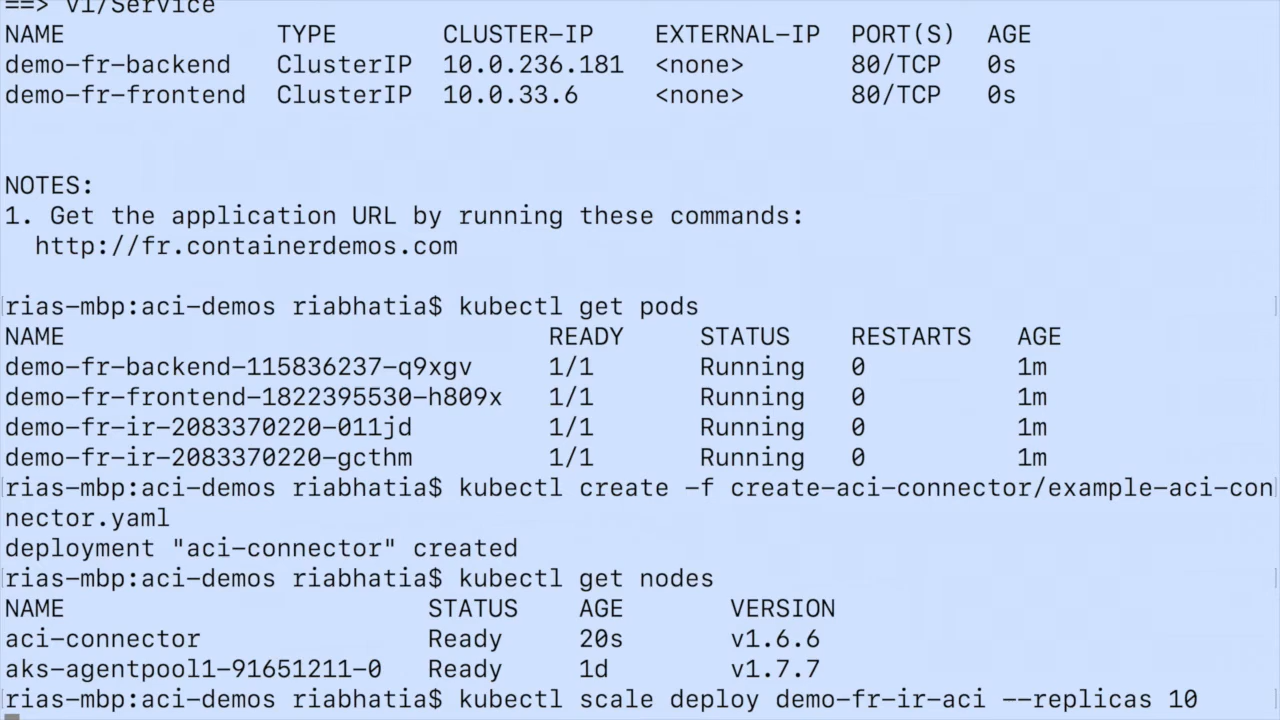 ==> v1/Service
NAME TYPE CLUSTER-IP EXTERNAL-IP PORT(S) AGE
demo-fr-backend ClusterIP 10.0.236.181 <none> 80/TCP 0s
demo-fr-frontend ClusterIP 10.0.33.6 <none> 80/TCP 0s
NOTES:
1. Get the application URL by running these commands:
http://fr.containerdemos.com
rias-mbp:aci-demos riabhatia$ kubectl get pods
NAME READY STATUS RESTARTS AGE
demo-fr-backend-115836237-q9xgv 1/1 Running 0 1m
demo-fr-frontend-1822395530-h809x 1/1 Running 0 1m
demo-fr-ir-2083370220-011jd 1/1 Running 0 1m
demo-fr-ir-2083370220-gcthm 1/1 Running 0 1m
rias-mbp:aci-demos riabhatia$ kubectl create -f create-aci-connector/example-aci-con
nector.yaml
deployment "aci-connector" created
rias-mbp:aci-demos riabhatia$ kubectl get nodes
NAME STATUS AGE VERSION
aci-connector Ready 20s v1.6.6
aks-agentpool1-91651211-0 Ready 1d v1.7.7
rias-mbp:aci-demos riabhatia$ kubectl scale deploy demo-fr-ir-aci --replicas 10